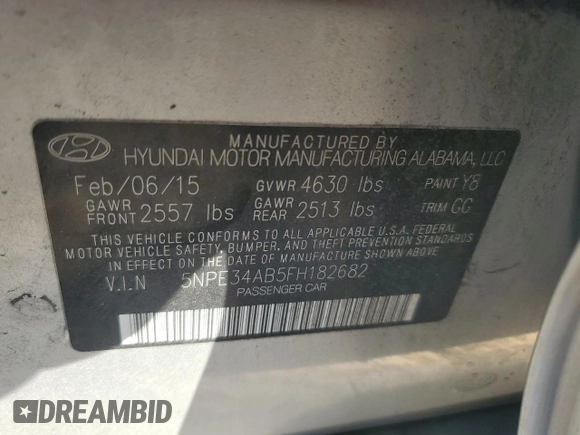 MANUFACTURED BY
HYUNDAI MOTOR MANUFACTURING ALABAMA, LLC
Feb/06/15 GVWR 4630 lbs PAINT Y8
GAWR FRONT 2557 lbs GAWR REAR 2513 lbs TRIM GG
THIS VEHICLE CONFORMS TO ALL APPLICABLE U.S.A. FEDERAL
MOTOR VEHICLE SAFETY, BUMPER, AND THEFT PREVENTION STANDARDS
IN EFFECT ON THE DATE OF MANUFACTURE SHOWN ABOVE.
V.I.N 5NPE34AB5FH182682
PASSENGER CAR
DREAMBID